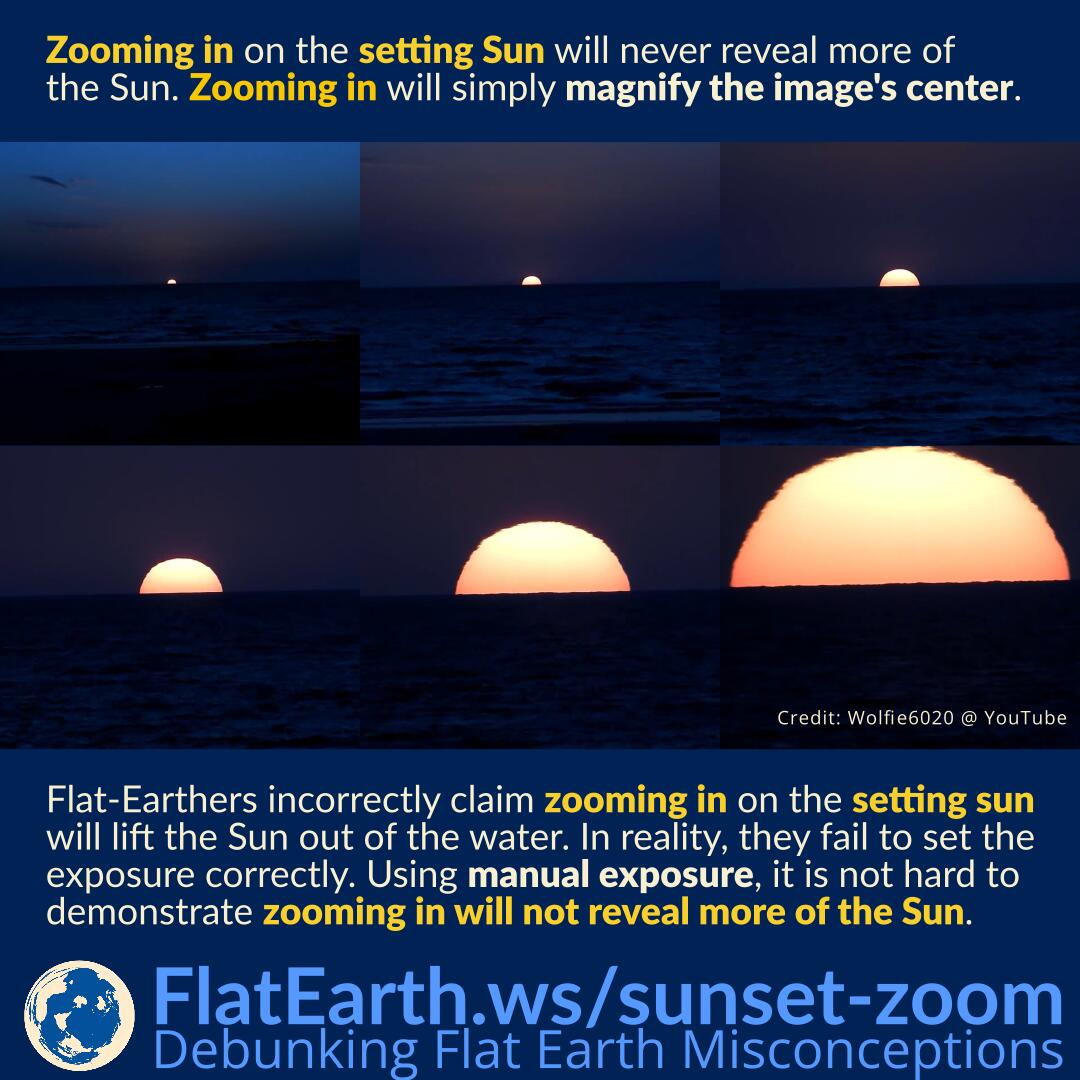 Zooming in on the setting Sun will never reveal more of
the Sun. Zooming in will simply magnify the image's center.
Credit: Wolfie6020 @ YouTube
Flat-Earthers incorrectly claim zooming in on the setting sun
will lift the Sun out of the water. In reality, they fail to set the
exposure correctly. Using manual exposure, it is not hard to
demonstrate zooming in will not reveal more of the Sun.
FlatEarth.ws/sunset-zoom
Debunking Flat Earth Misconceptions